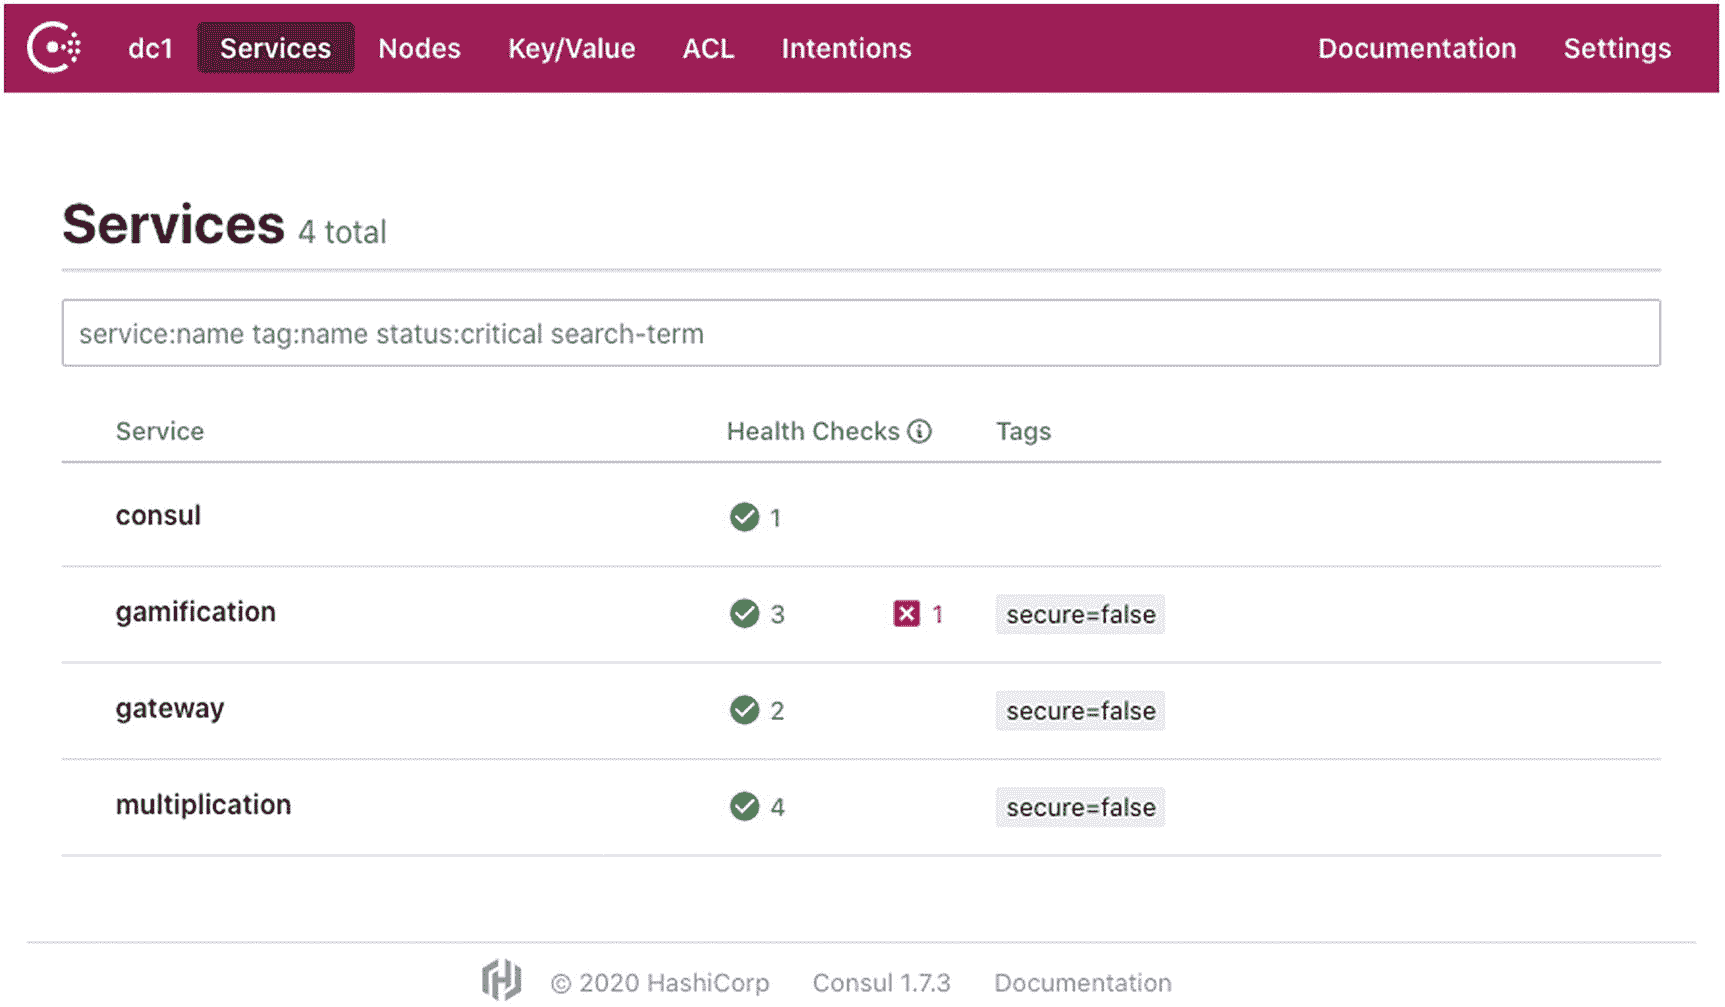 dc1 Services Nodes Key/Value ACL Intentions Documentation Settings
Services 4 total
service:name tag:name status:critical search-term
Service Health Checks Tags
consul 1
gamification 3 1 secure=false
gateway 2 secure=false
multiplication 4 secure=false
© 2020 HashiCorp Consul 1.7.3 Documentation